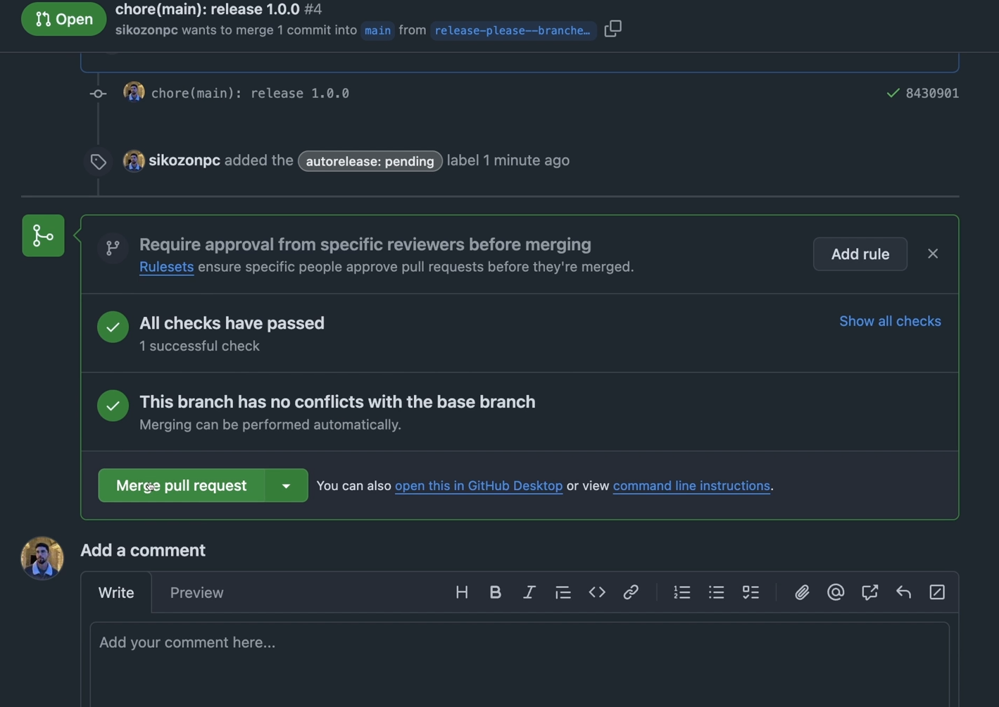 Open
chore(main): release 1.0.0 #4
sikozonpc wants to merge 1 commit into main from release-please--branche…
chore(main): release 1.0.0
8430901
sikozonpc added the autorelease: pending label 1 minute ago
Require approval from specific reviewers before merging
Rulesets ensure specific people approve pull requests before they're merged.
Add rule
All checks have passed
1 successful check
Show all checks
This branch has no conflicts with the base branch
Merging can be performed automatically.
Merge pull request
You can also open this in GitHub Desktop or view command line instructions.
Add a comment
Write
Preview
Add your comment here...